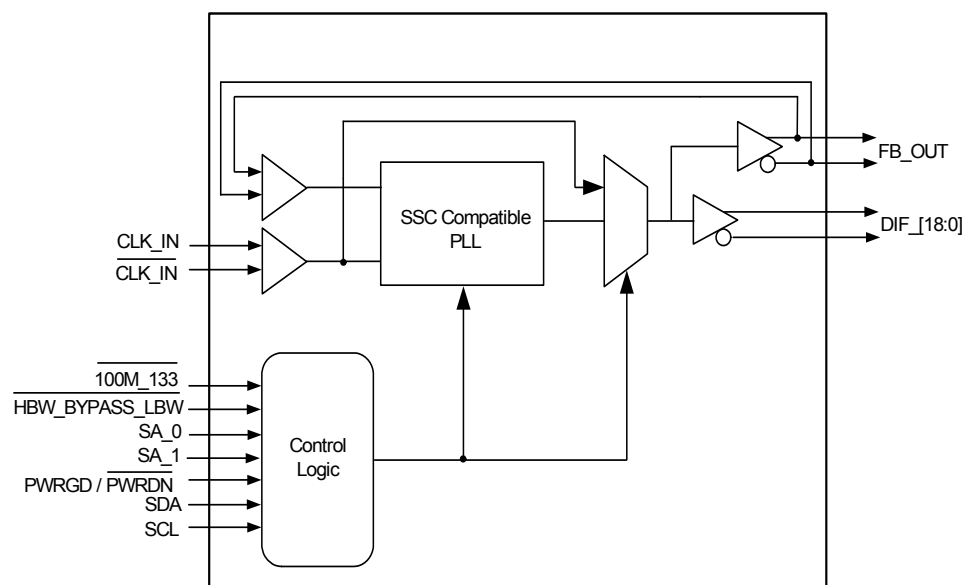 FB_OUT
SSC Compatible
PLL
DIF_[18:0]
CLK_IN
CLK_IN
100M_133
HBW_BYPASS_LBW
SA_0
SA_1
PWRGD / PWRDN
SDA
SCL
Control
Logic